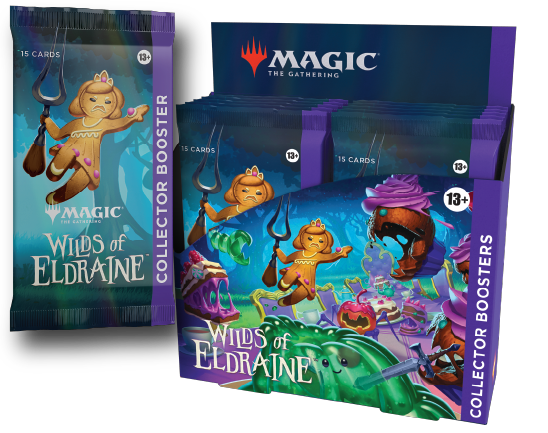 15 CARDS
13+
MAGIC
THE GATHERING
WILDS of
ELDRAINE
COLLECTOR BOOSTER
MAGIC
THE GATHERING
15 CARDS
13+
15 CARDS
13+
13+
WILDS of
ELDRAINE
COLLECTOR BOOSTERS